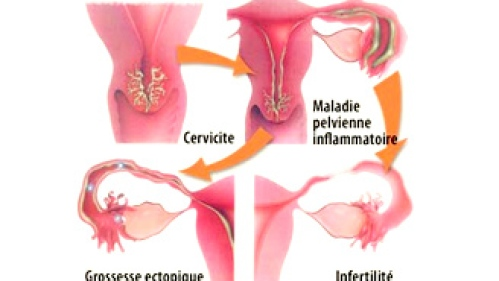 Cervicite
Maladie
pelvienne
inflammatoire
Grossesse ectopique
Infertilité